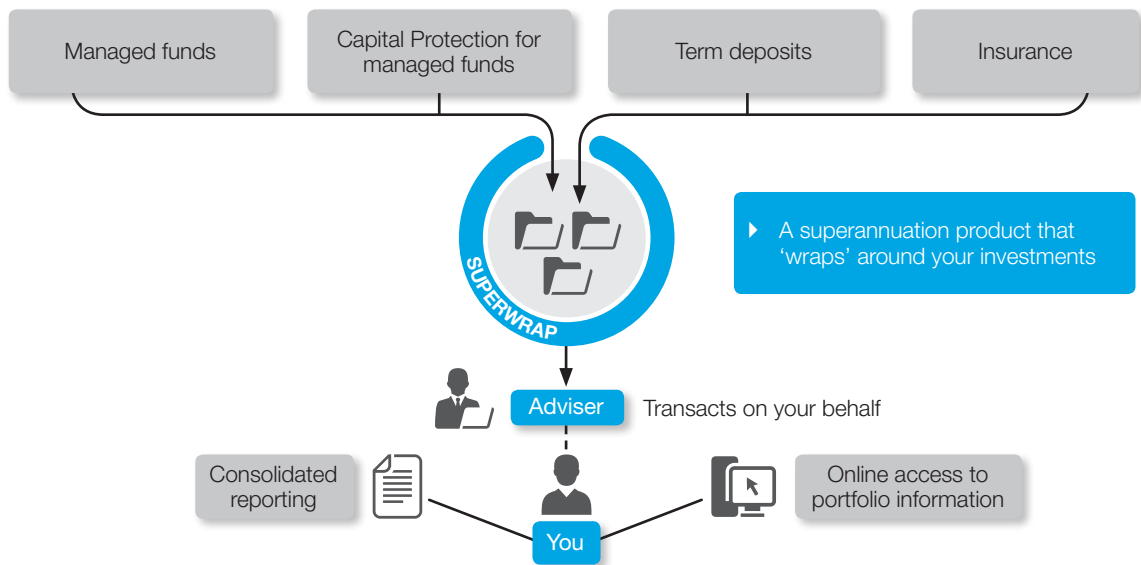 Managed funds
Capital Protection for
managed funds
Term deposits
Insurance
SUPERWRAP
A superannuation product that
‘wraps’ around your investments
Adviser
Transacts on your behalf
Consolidated
reporting
Online access to
portfolio information
You